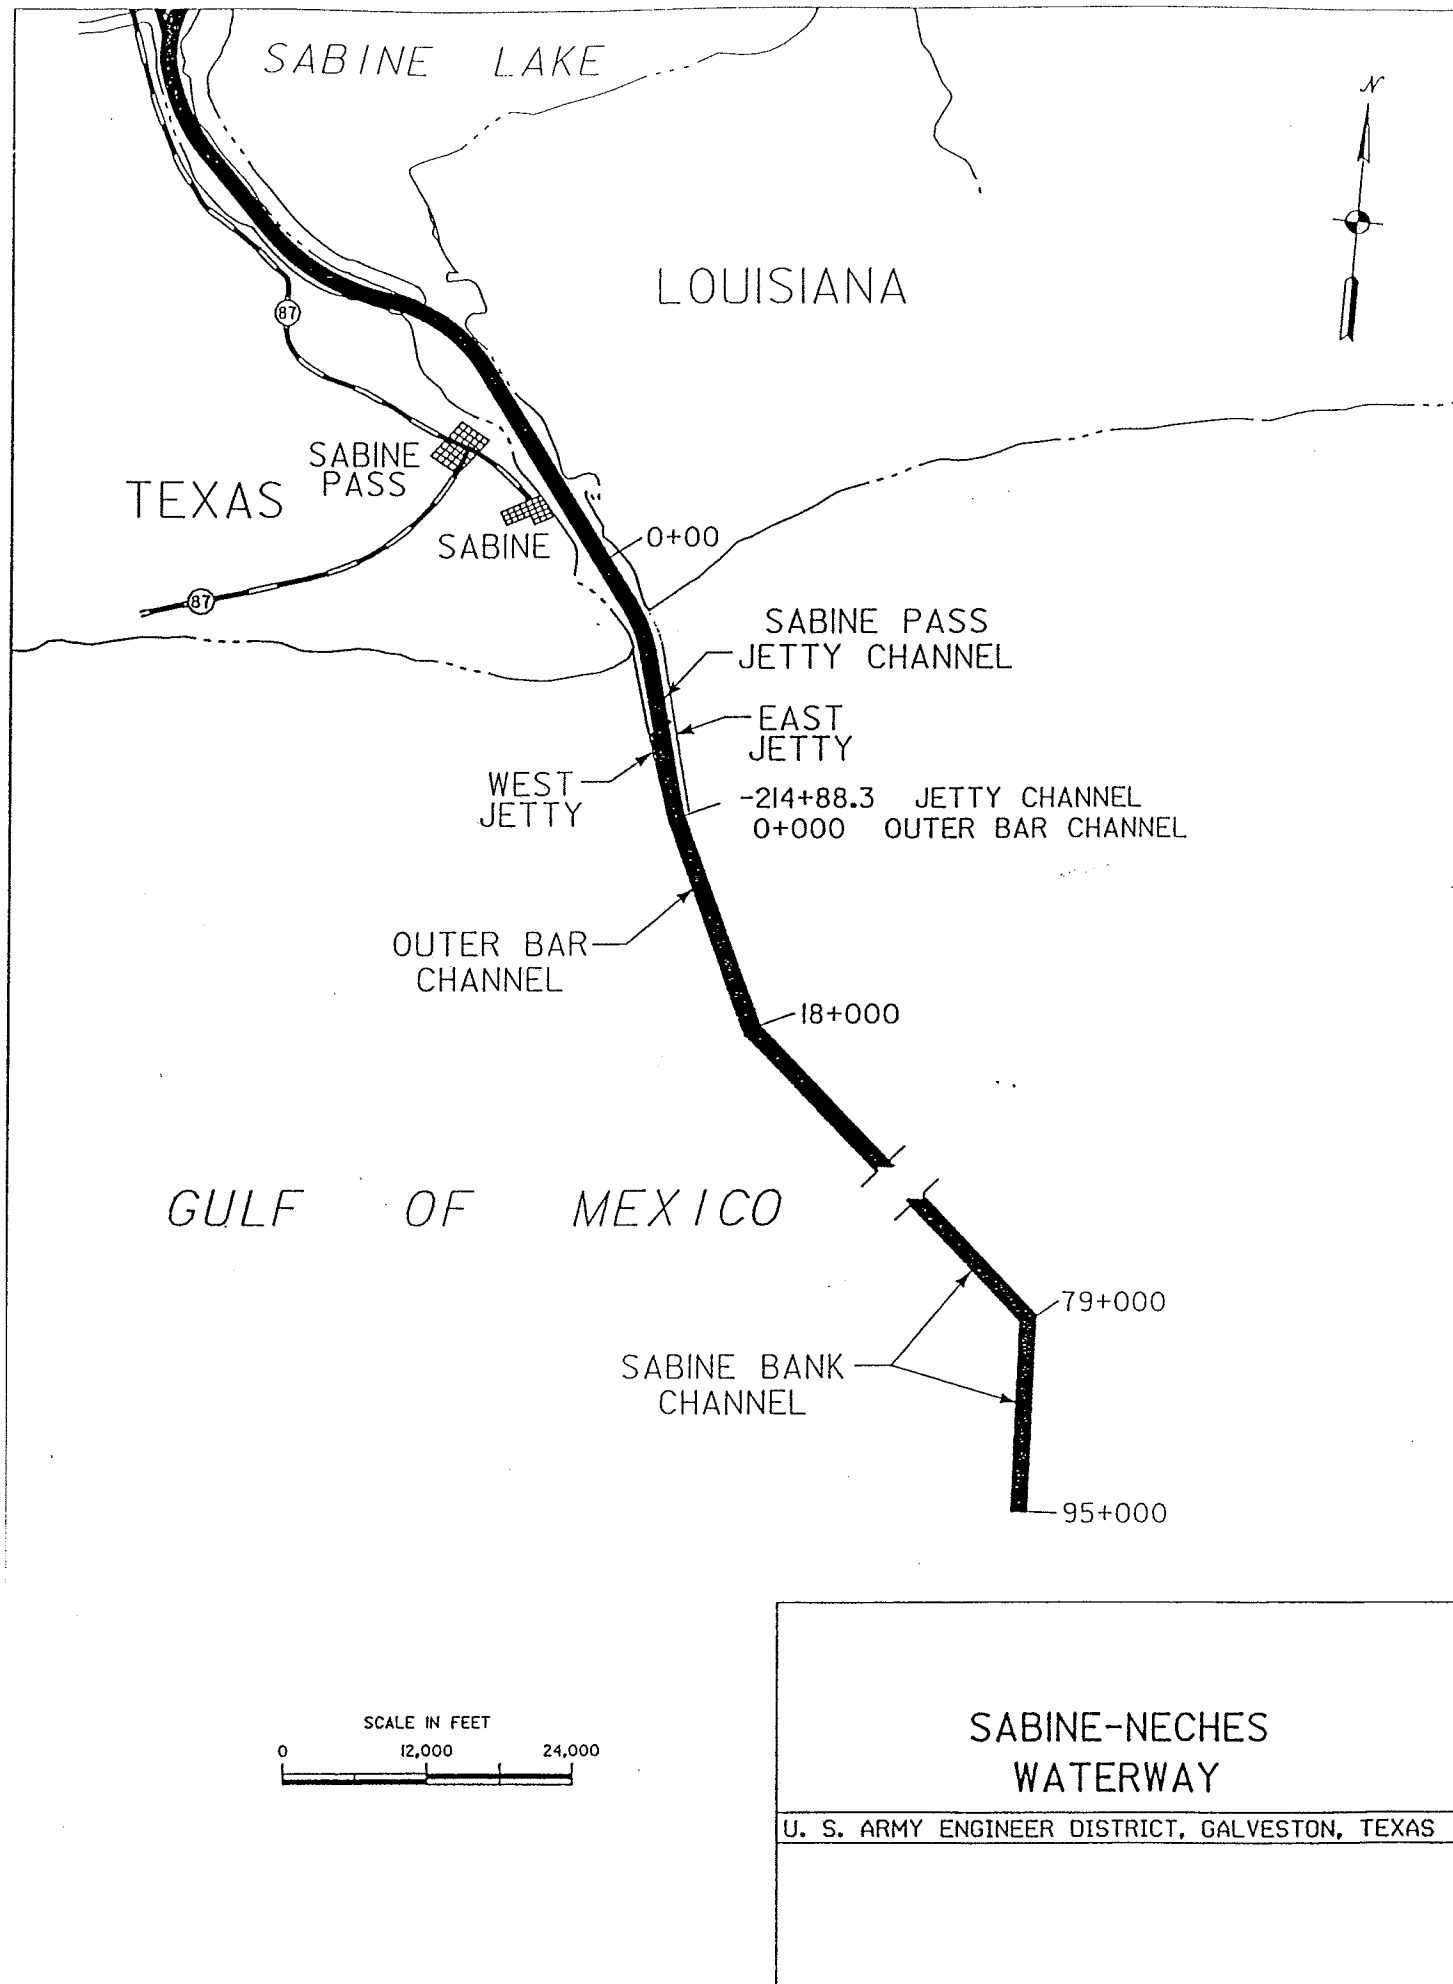 N
SABINE LAKE
LOUISIANA
87
SABINE
PASS
TEXAS
SABINE
0+00
87
SABINE PASS
JETTY CHANNEL
EAST
JETTY
WEST
JETTY
-214+88.3 JETTY CHANNEL
0+000 OUTER BAR CHANNEL
OUTER BAR
CHANNEL
18+000
GULF OF MEXICO
79+000
SABINE BANK
CHANNEL
95+000
SCALE IN FEET
0 12,000 24,000
SABINE-NECHES
WATERWAY
U. S. ARMY ENGINEER DISTRICT, GALVESTON, TEXAS